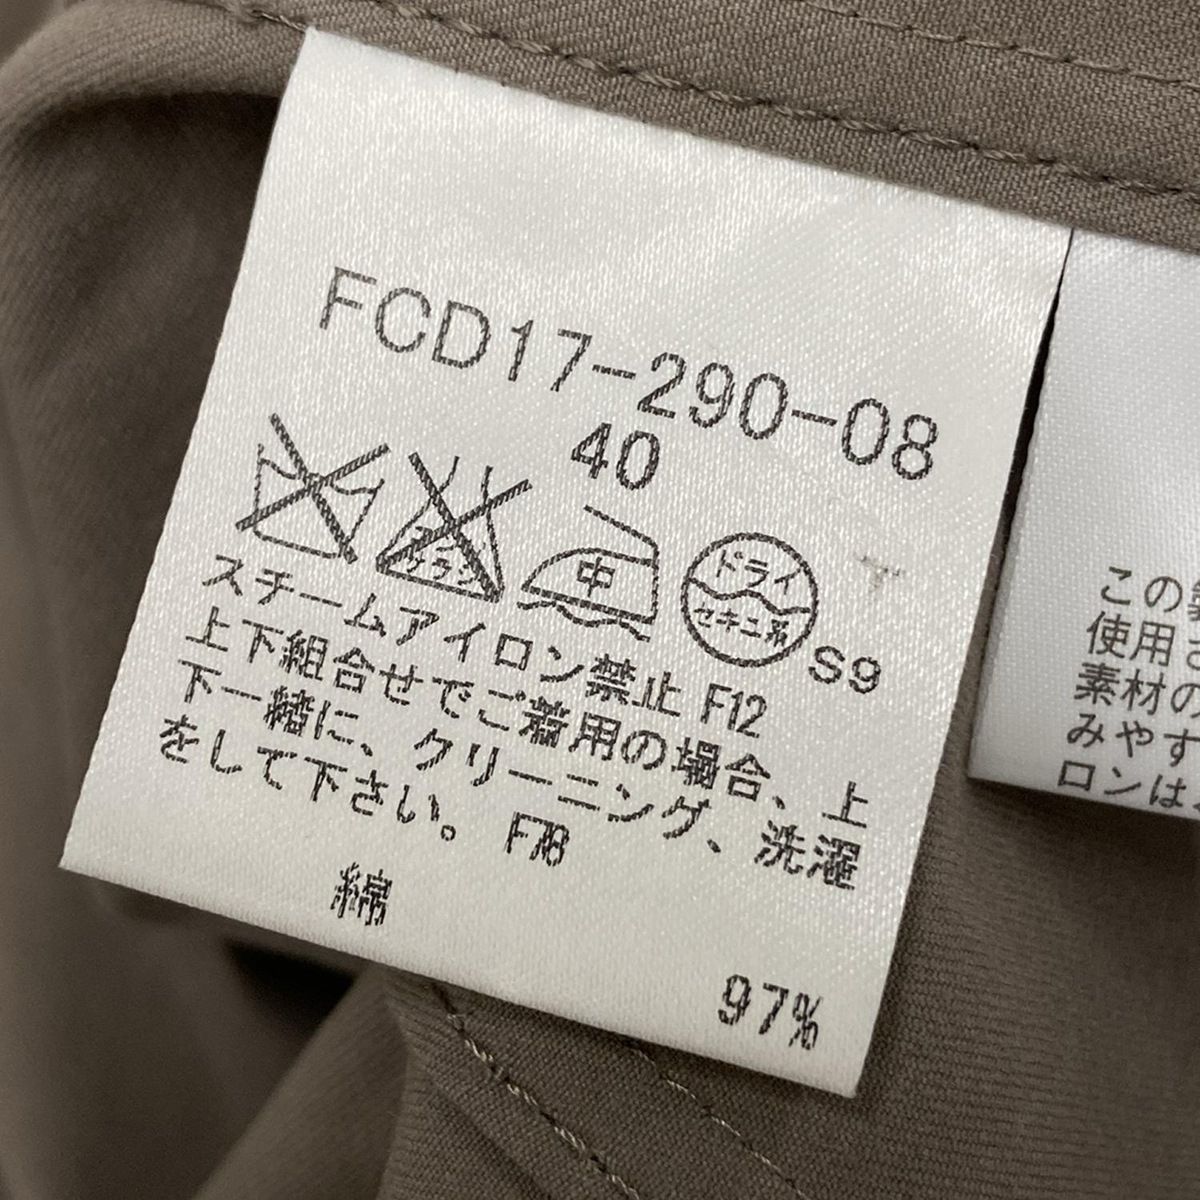 FCD17-290-08
40
中
ドライ
セキユ系
S9
スチームアイロン禁止 F12
上下組合せでご着用の場合、上
下一緒に、クリーニング、洗濯
をして下さい。 F78
綿
97%
この製
使用さ
素材の
みやす
ロンは